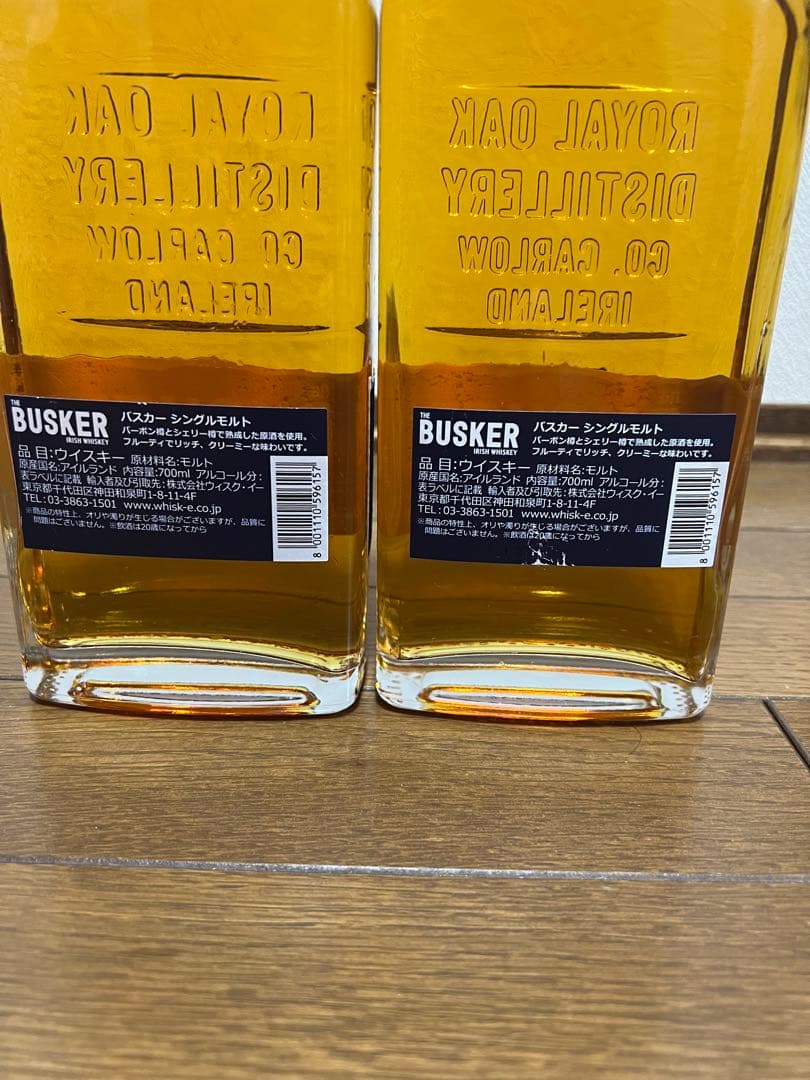 ROYAL OAK
DISTILLERY
CO. CARLOW
IRELAND
THE
BUSKER
IRISH WHISKEY
バスカー シングルモルト
バーボン樽とシェリー樽で熟成した原酒を使用。
フルーティでリッチ、クリーミーな味わいです。
品 目:ウイスキー 原材料名:モルト
原産国名:アイルランド 内容量:700ml アルコール分:
表ラベルに記載 輸入者及び引取先:株式会社ウィスク・イー
東京都千代田区神田和泉町1-8-11-4F
TEL:03-3863-1501 www.whisk-e.co.jp
※商品の特性上、オリや濁りが生じる場合がございますが、品質に
問題はございません。※飲酒は20歳になってから
8 001110 596157
ROYAL OAK
DISTILLERY
CO. CARLOW
IRELAND
THE
BUSKER
IRISH WHISKEY
バスカー シングルモルト
バーボン樽とシェリー樽で熟成した原酒を使用。
フルーティでリッチ、クリーミーな味わいです。
品 目:ウイスキー 原材料名:モルト
原産国名:アイルランド 内容量:700ml アルコール分:
表ラベルに記載 輸入者及び引取先:株式会社ウィスク・イー
東京都千代田区神田和泉町1-8-11-4F
TEL:03-3863-1501 www.whisk-e.co.jp
※商品の特性上、オリや濁りが生じる場合がございますが、品質に
問題はございません。※飲酒は20歳になってから
8 001110 596157